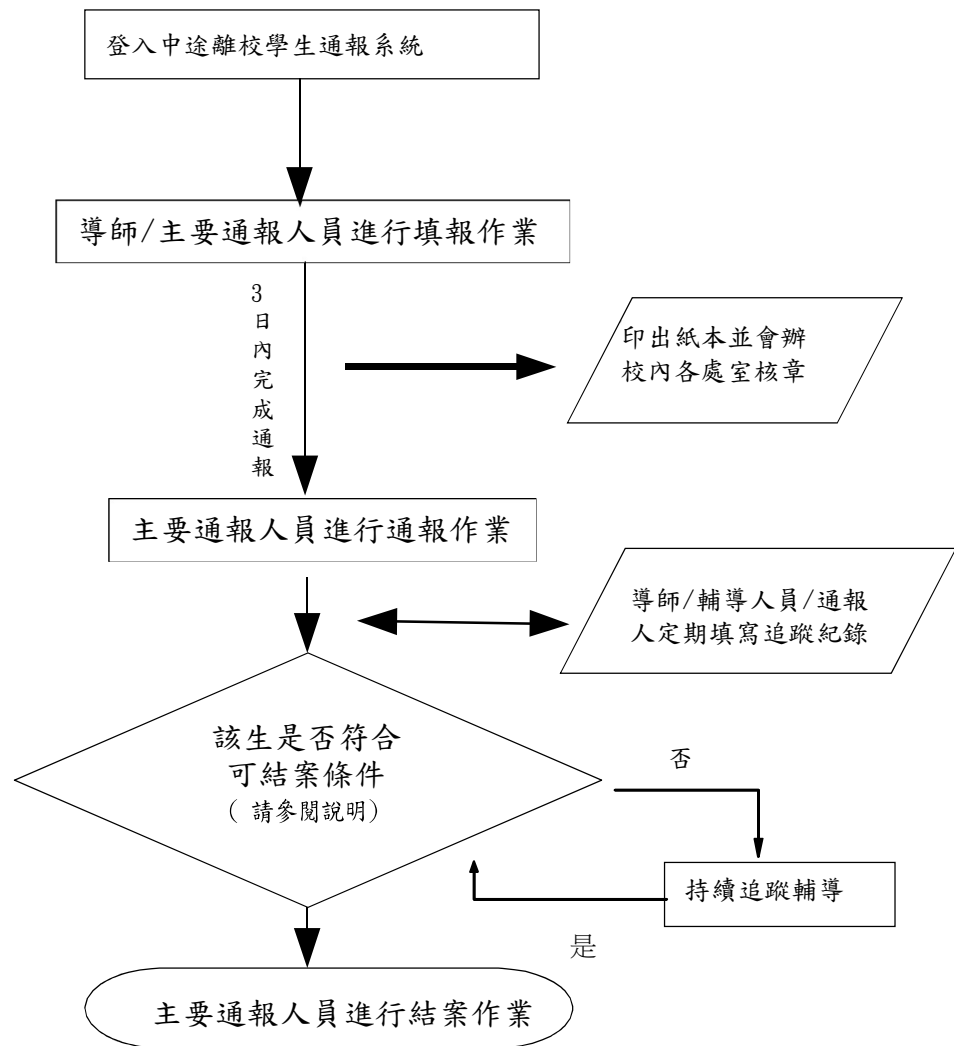 登入中途離校學生通報系統
導師/主要通報人員進行填報作業
3日內完成通報
印出紙本並會辦
校內各處室核章
主要通報人員進行通報作業
導師/輔導人員/通報
人定期填寫追蹤紀錄
該生是否符合
可結案條件
( 請參閱說明)
否
持續追蹤輔導
是
主要通報人員進行結案作業